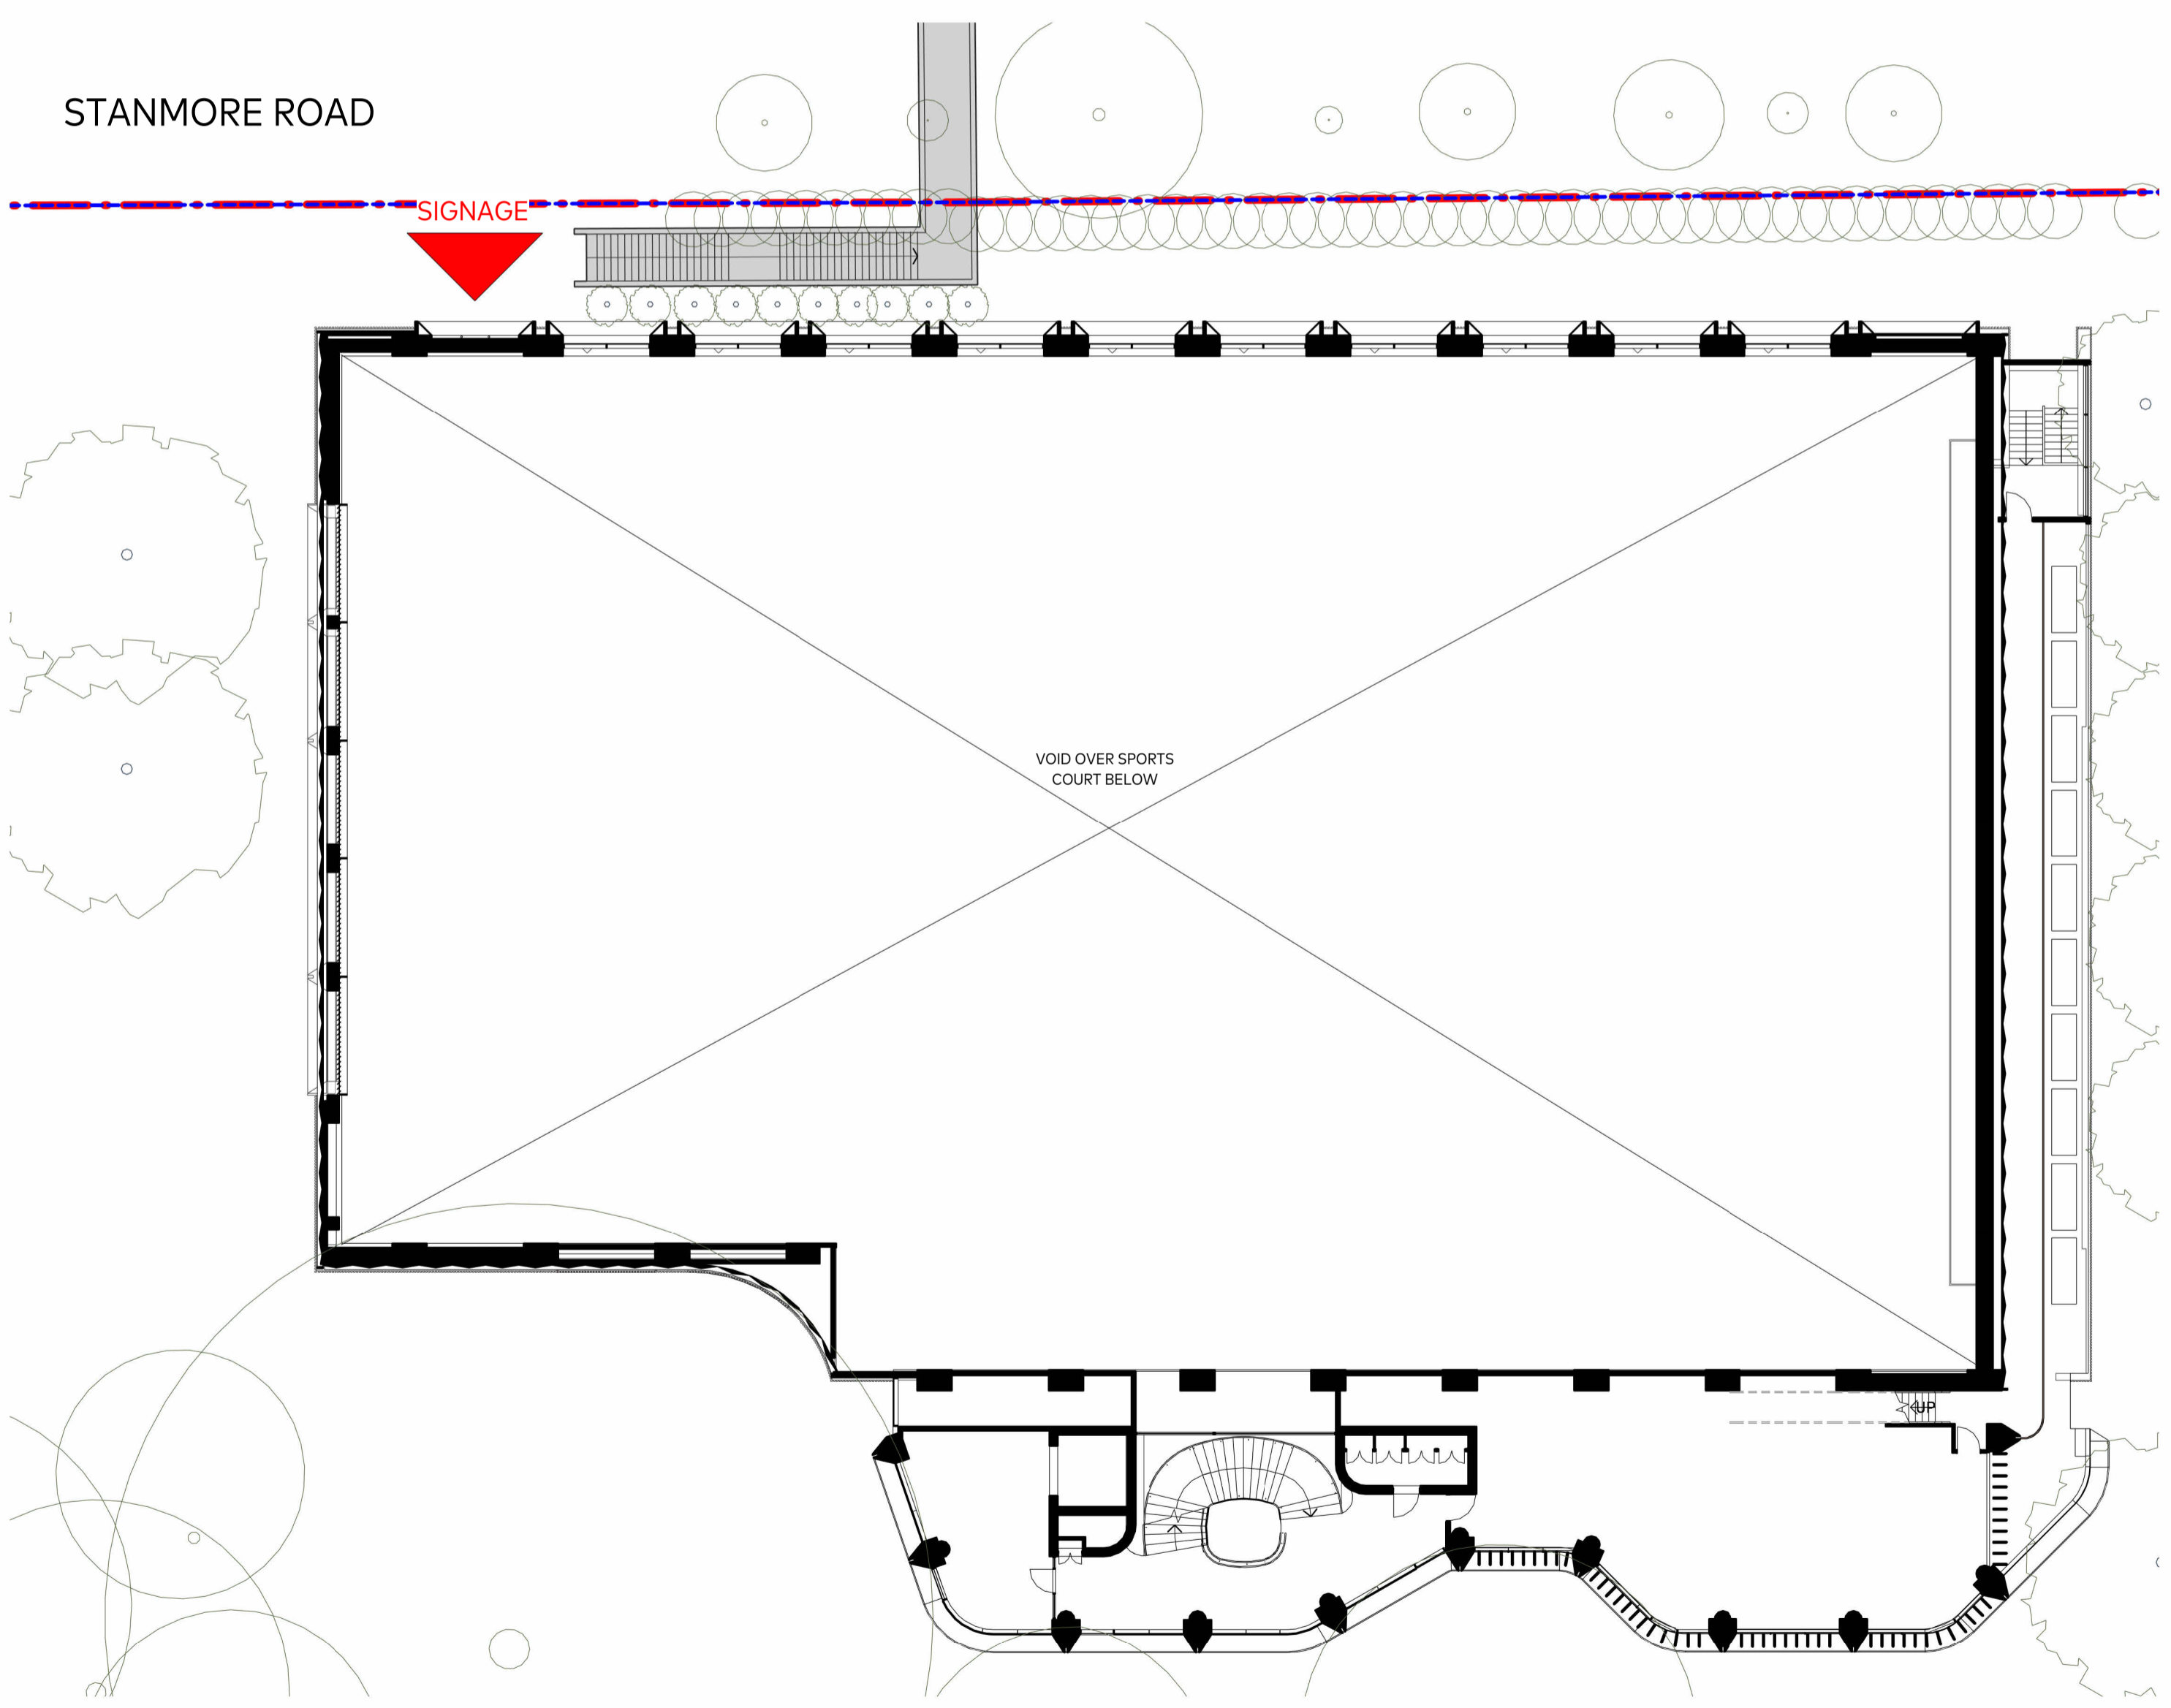 STANMORE ROAD
SIGNAGE
VOID OVER SPORTS
COURT BELOW
UP